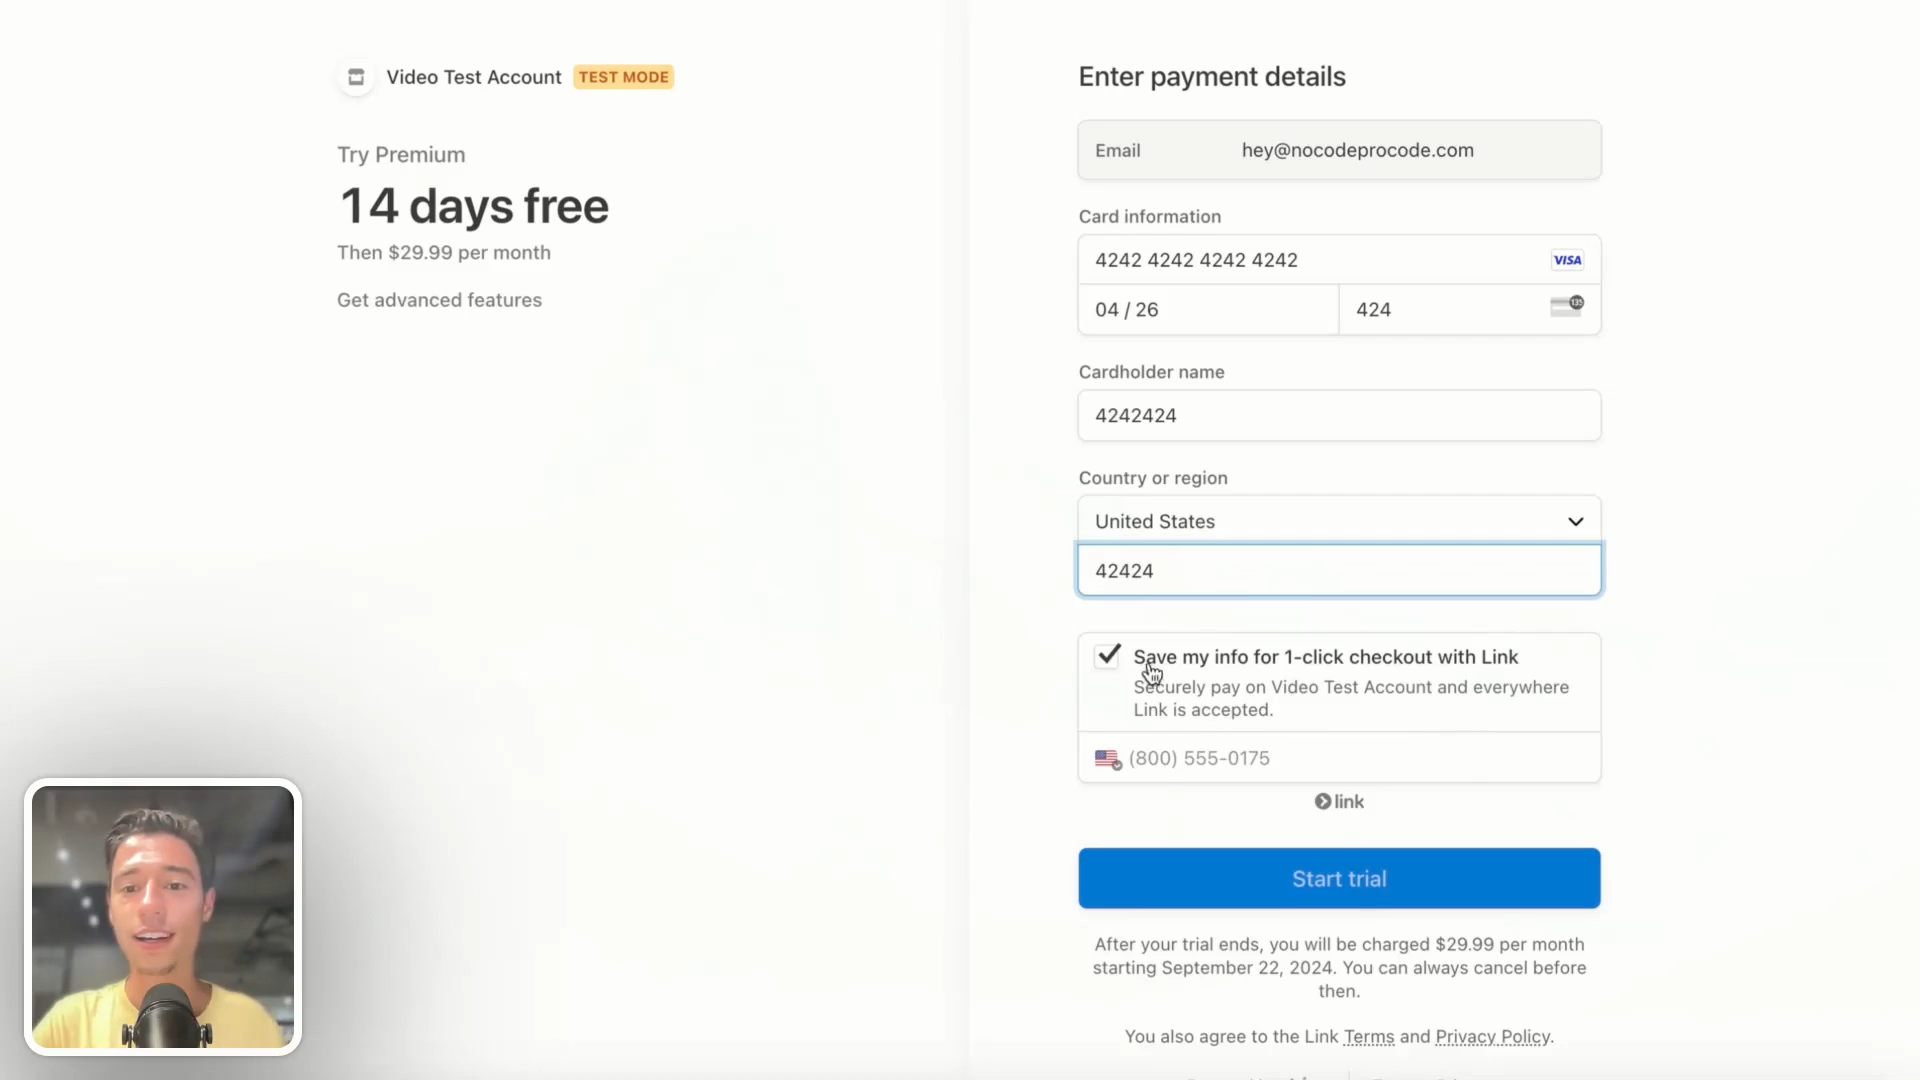 Video Test Account TEST MODE
Try Premium
14 days free
Then $29.99 per month
Get advanced features
Enter payment details
Email hey@nocodeprocode.com
Card information
4242 4242 4242 4242 VISA
04 / 26 424 135
Cardholder name
4242424
Country or region
United States
42424
Save my info for 1-click checkout with Link
Securely pay on Video Test Account and everywhere
Link is accepted.
(800) 555-0175
link
Start trial
After your trial ends, you will be charged $29.99 per month
starting September 22, 2024. You can always cancel before
then.
You also agree to the Link Terms and Privacy Policy.